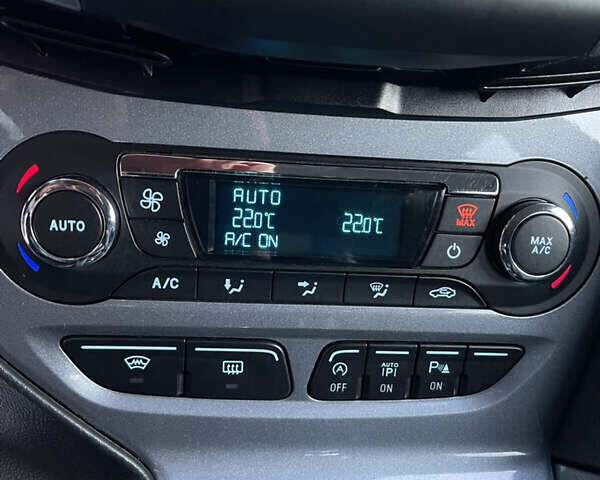 AUTO
AUTO
22.0°C 22.0°C
A/C ON
MAX
MAX
A/C
A/C
OFF
AUTO
P
ON
P
ON